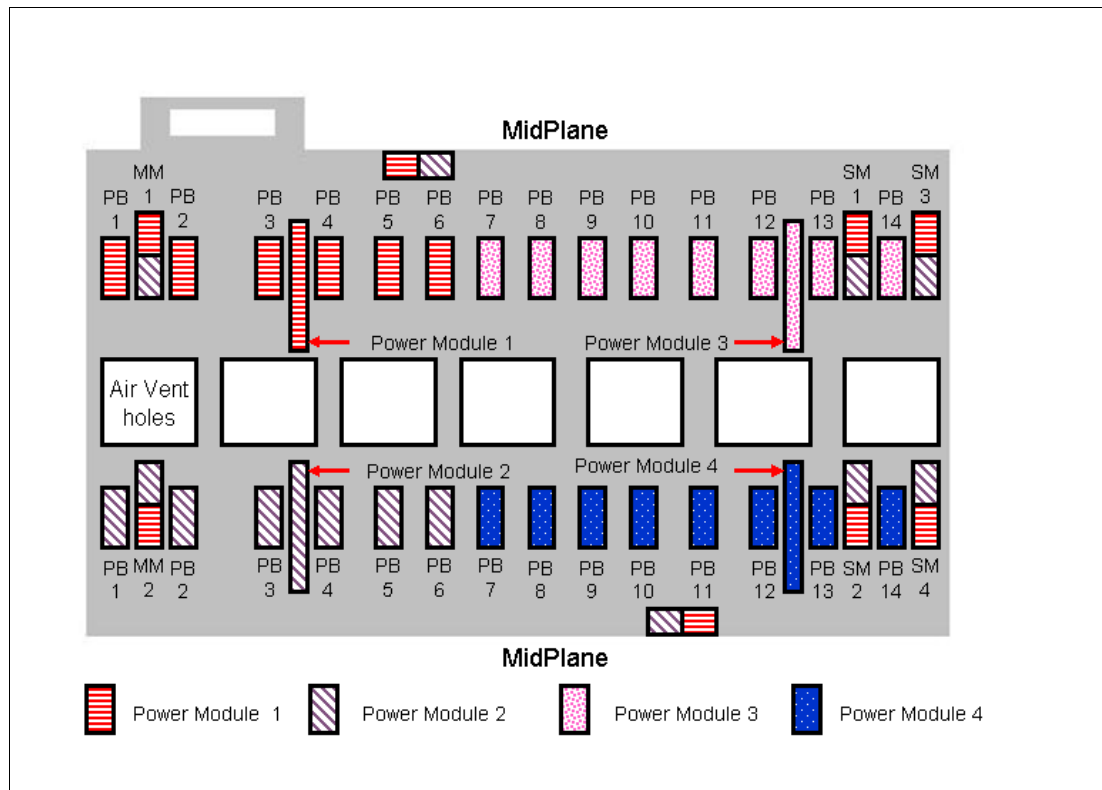 MidPlane
MM SM SM
PB 1 PB PB PB PB PB PB PB PB PB PB PB PB 1 PB 3
1 2 3 4 5 6 7 8 9 10 11 12 13 14
Power Module 1 Power Module 3
Air Vent
holes
Power Module 2 Power Module 4
PB MM PB PB PB PB PB PB PB PB PB PB PB PB SM PB SM
1 2 2 3 4 5 6 7 8 9 10 11 12 13 2 14 4
MidPlane
Power Module 1 Power Module 2 Power Module 3 Power Module 4